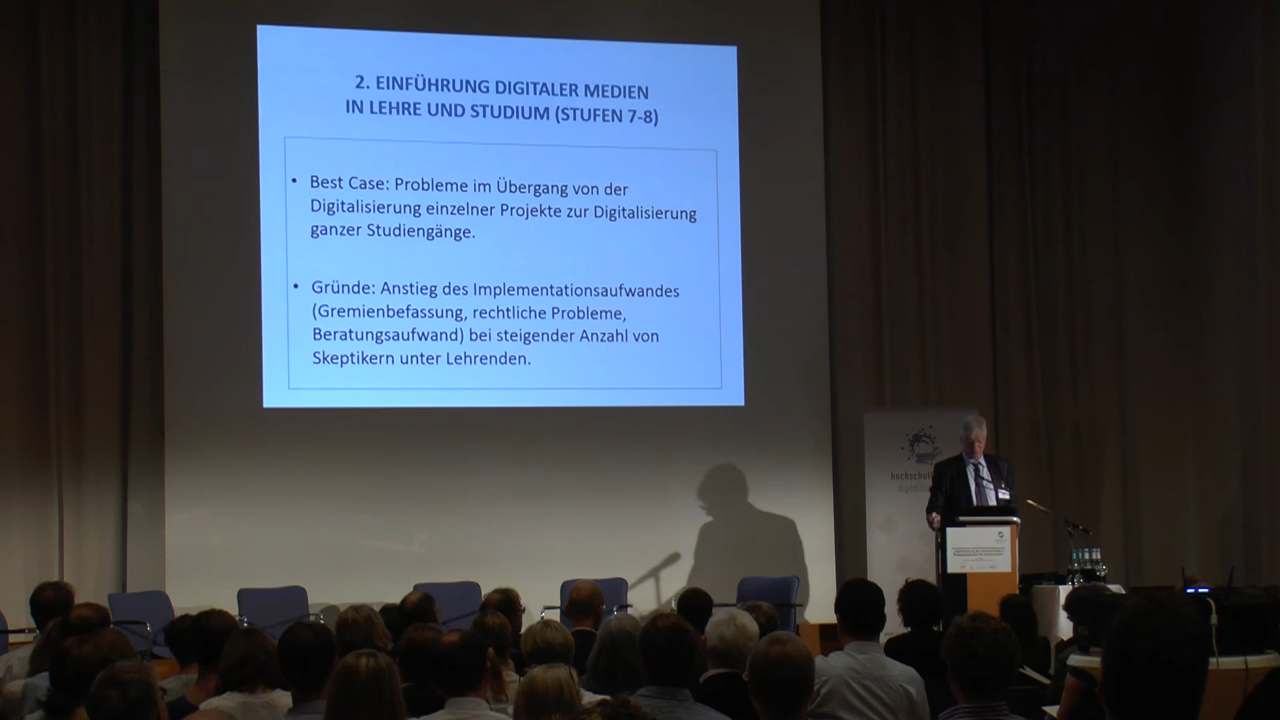 2. EINFÜHRUNG DIGITALER MEDIEN
IN LEHRE UND STUDIUM (STUFEN 7-8)
• Best Case: Probleme im Übergang von der
Digitalisierung einzelner Projekte zur Digitalisierung
ganzer Studiengänge.
• Gründe: Anstieg des Implementationsaufwandes
(Gremienbefassung, rechtliche Probleme,
Beratungsaufwand) bei steigender Anzahl von
Skeptikern unter Lehrenden.